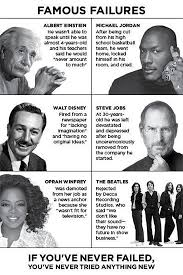 FAMOUS FAILURES
ALBERT EINSTEIN
He wasn't able to
speak until he was
almost 4-years-old
and his teachers
said he would
"never amount
to much"
MICHAEL JORDAN
After being cut
from his high
school basketball
team, he went
home, locked
himself in his
room, and cried.
WALT DISNEY
Fired from a
newspaper for
"lacking
imagination"
and "having no
original ideas."
STEVE JOBS
At 30-years-
old he was left
devastated and
depressed after
being
unceremoniously
removed from
the company
he started.
OPRAH WINFREY
Was demoted
from her job as
a news anchor
because she
"wasn't fit for
television."
THE BEATLES
Rejected by
Decca Recording
Studios, who said
"we don't
like their
sound—
they have no
future in show
business."
IF YOU'VE NEVER FAILED,
YOU'VE NEVER TRIED ANYTHING NEW